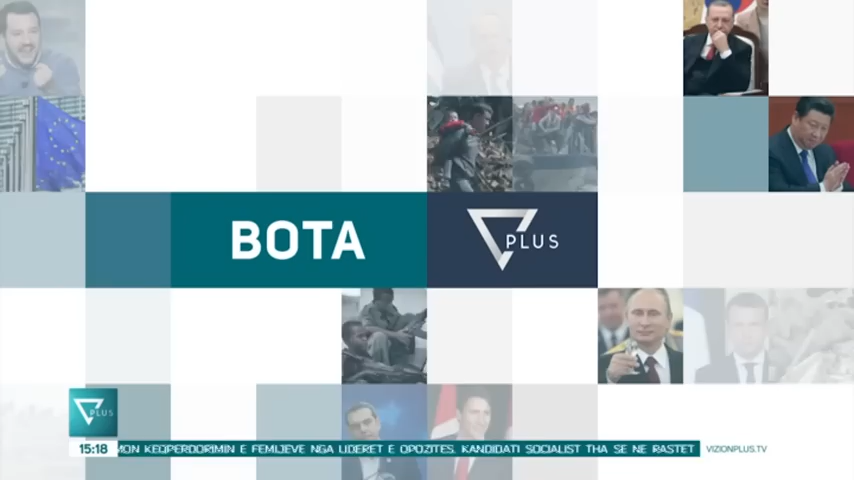 BOTA
PLUS
PLUS
15:18 MON KEQPERDORIMIN E FEMIJEVE NGA LIDERET E OPOZITES, KANDIDATI SOCIALIST THA SE NE RASTET VIZIONPLUS.TV